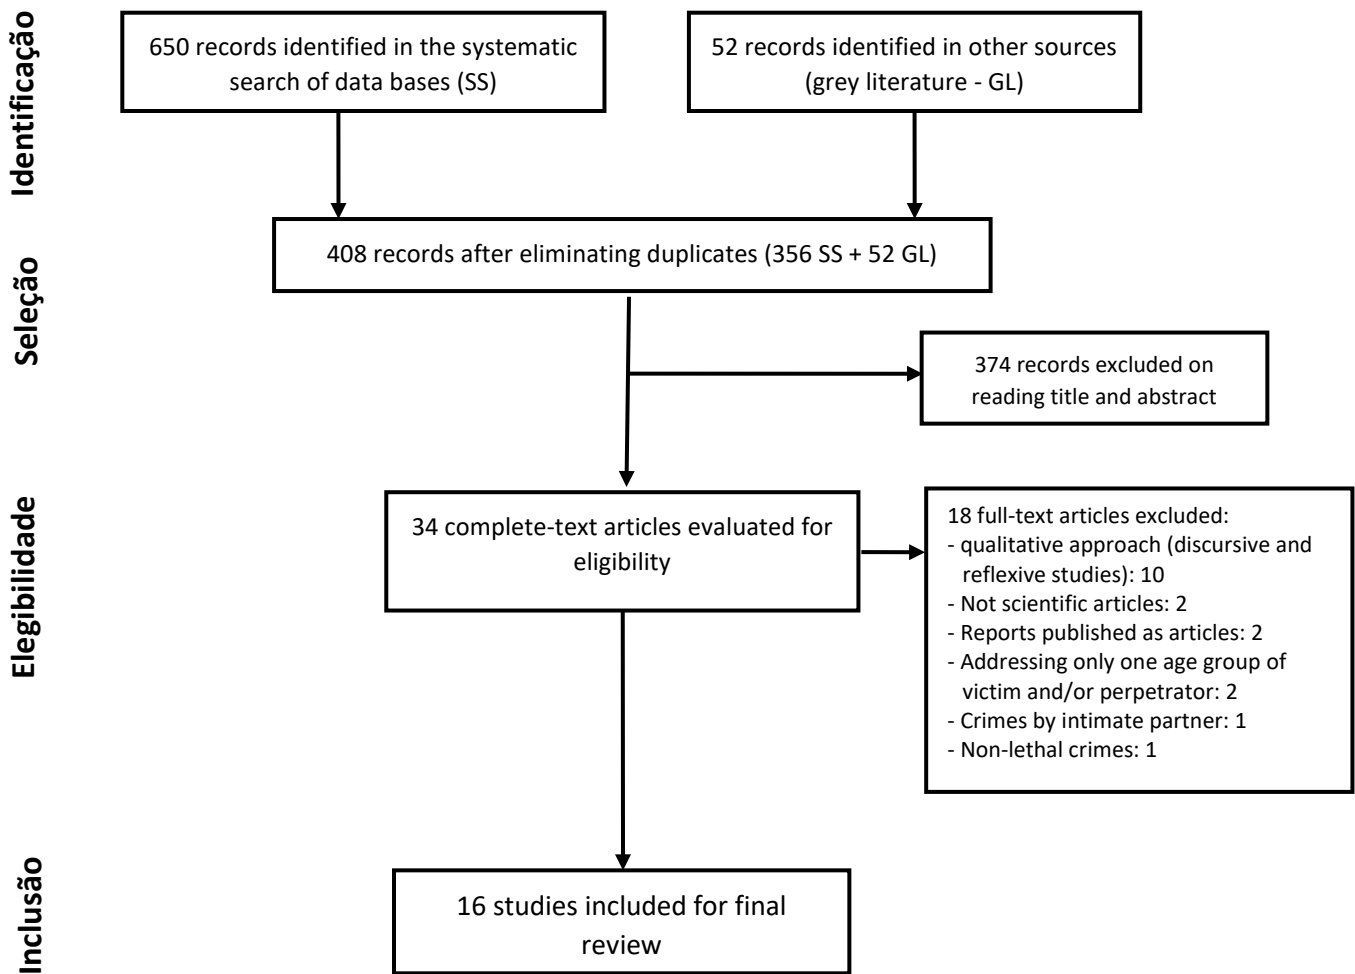 Identificação
650 records identified in the systematic
search of data bases (SS)
52 records identified in other sources
(grey literature - GL)
Seleção
408 records after eliminating duplicates (356 SS + 52 GL)
374 records excluded on
reading title and abstract
Elegibilidade
34 complete-text articles evaluated for
eligibility
18 full-text articles excluded:
- qualitative approach (discursive and
reflexive studies): 10
- Not scientific articles: 2
- Reports published as articles: 2
- Addressing only one age group of
victim and/or perpetrator: 2
- Crimes by intimate partner: 1
- Non-lethal crimes: 1
Inclusão
16 studies included for final
review